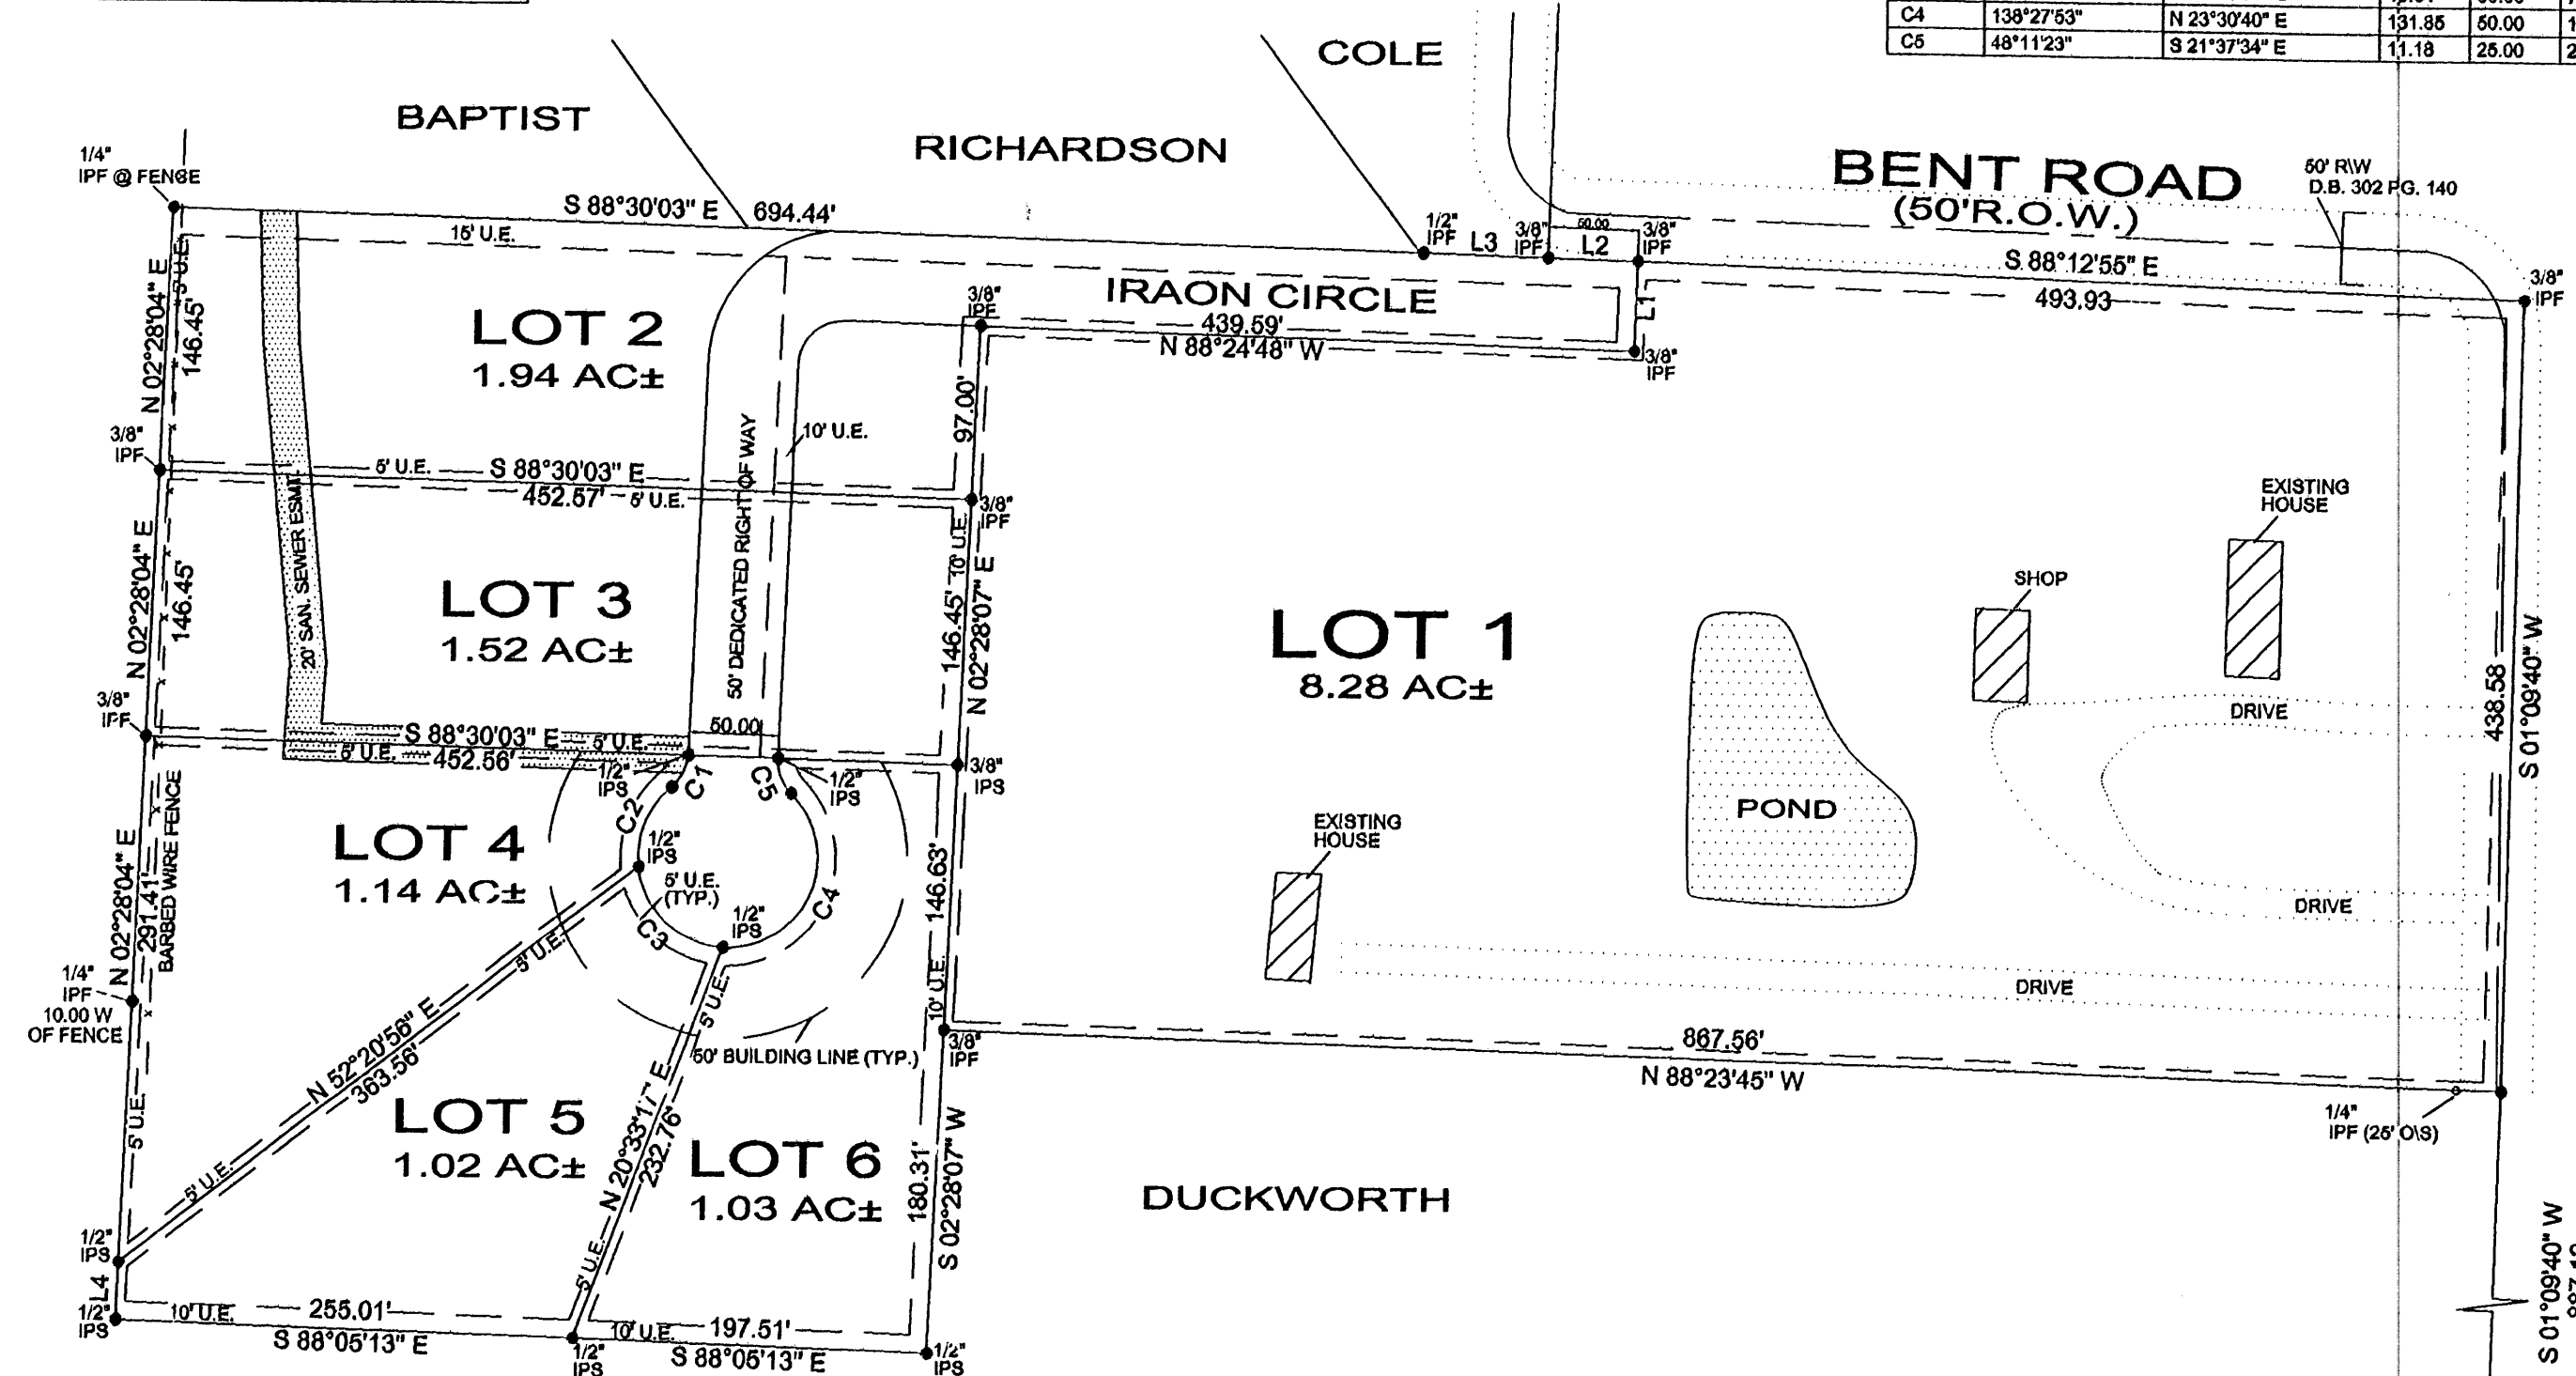 C4 138°27'53" N 23°30'40" E 131.85 50.00
C5 48°11'23" S 21°37'34" E 11.18 25.00
COLE
BAPTIST
RICHARDSON
BENT ROAD
(50'R.O.W.)
50' R\W
D.B. 302 PG. 140
1/4"
IPF @ FENCE
S 88°30'03" E 694.44'
15' U.E.
1/2"
IPF
L3
3/8"
IPF
50.00
L2
3/8"
IPF
S 88°12'55" E
493.93
3/8"
IPF
N 02°28'04" E
146.45'
5' U.E.
LOT 2
1.94 AC±
IRAON CIRCLE
3/8"
IPF
439.59'
N 88°24'48" W
L1
3/8"
IPF
97.00'
10' U.E.
50' DEDICATED RIGHT OF WAY
3/8"
IPF
5' U.E.
S 88°30'03" E
452.57'
5' U.E.
3/8"
IPF
20' SAN. SEWER ESMT.
N 02°28'04" E
146.45'
LOT 3
1.52 AC±
10' U.E.
146.45'
N 02°28'07" E
LOT 1
8.28 AC±
EXISTING
HOUSE
SHOP
DRIVE
438.58
S 01°09'40" W
3/8"
IPF
S 88°30'03" E
5' U.E.
50.00
5' U.E.
452.56'
1/2"
IPS
C1
C5
1/2"
IPS
3/8"
IPS
C2
N 02°28'04" E
291.41'
BARBED WIRE FENCE
LOT 4
1.14 AC±
1/2"
IPS
5' U.E.
(TYP.)
C4
C3
1/2"
IPS
146.63'
10' U.E.
EXISTING
HOUSE
POND
DRIVE
DRIVE
1/4"
IPF
10.00 W
OF FENCE
5' U.E.
5' U.E.
50' BUILDING LINE (TYP.)
3/8"
IPF
867.56'
N 88°23'45" W
1/4"
IPF (25' O\S)
N 52°20'56" E
363.56'
5' U.E.
5' U.E.
LOT 5
1.02 AC±
N 20°33'17" E
232.76'
5' U.E.
LOT 6
1.03 AC±
180.31'
S 02°28'07" W
DUCKWORTH
S 01°09'40" W
1/2"
IPS
L4
1/2"
IPS
10' U.E.
255.01'
S 88°05'13" E
1/2"
IPS
10' U.E.
197.51'
S 88°05'13" E
1/2"
IPS